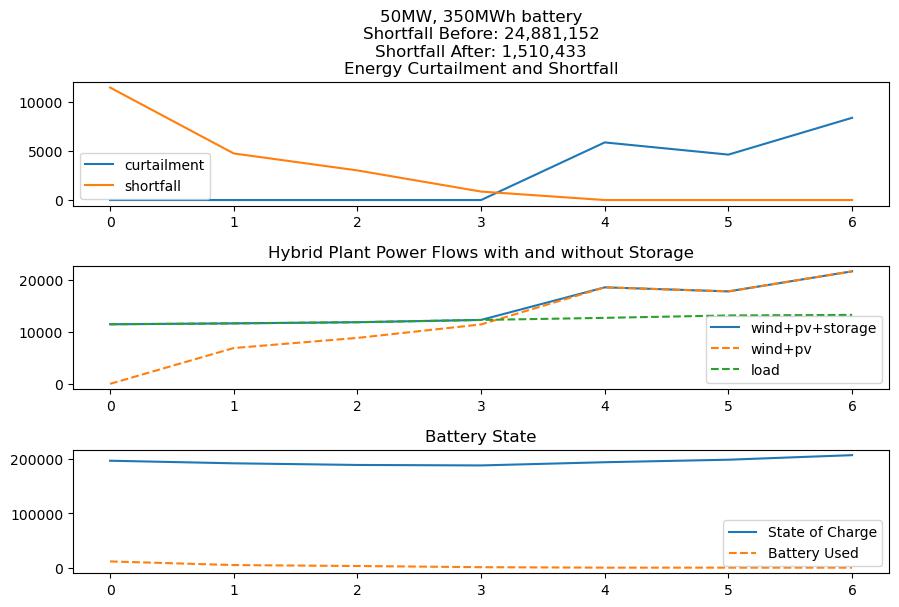 50MW, 350MWh battery
Shortfall Before: 24,881,152
Shortfall After: 1,510,433
Energy Curtailment and Shortfall
10000
5000
0
curtailment
shortfall
0 1 2 3 4 5 6
Hybrid Plant Power Flows with and without Storage
20000
10000
0
wind+pv+storage
wind+pv
load
0 1 2 3 4 5 6
Battery State
200000
100000
0
State of Charge
Battery Used
0 1 2 3 4 5 6